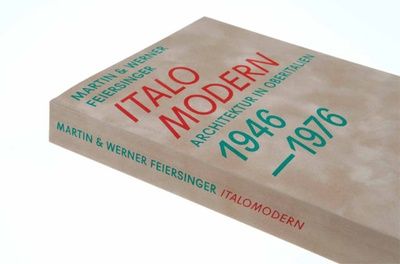 MARTIN & WERNER
FEIERSINGER
ITALO
MODERN
ARCHITEKTUR IN OBERITALIEN
1946
—1976
MARTIN & WERNER FEIERSINGER ITALOMODERN